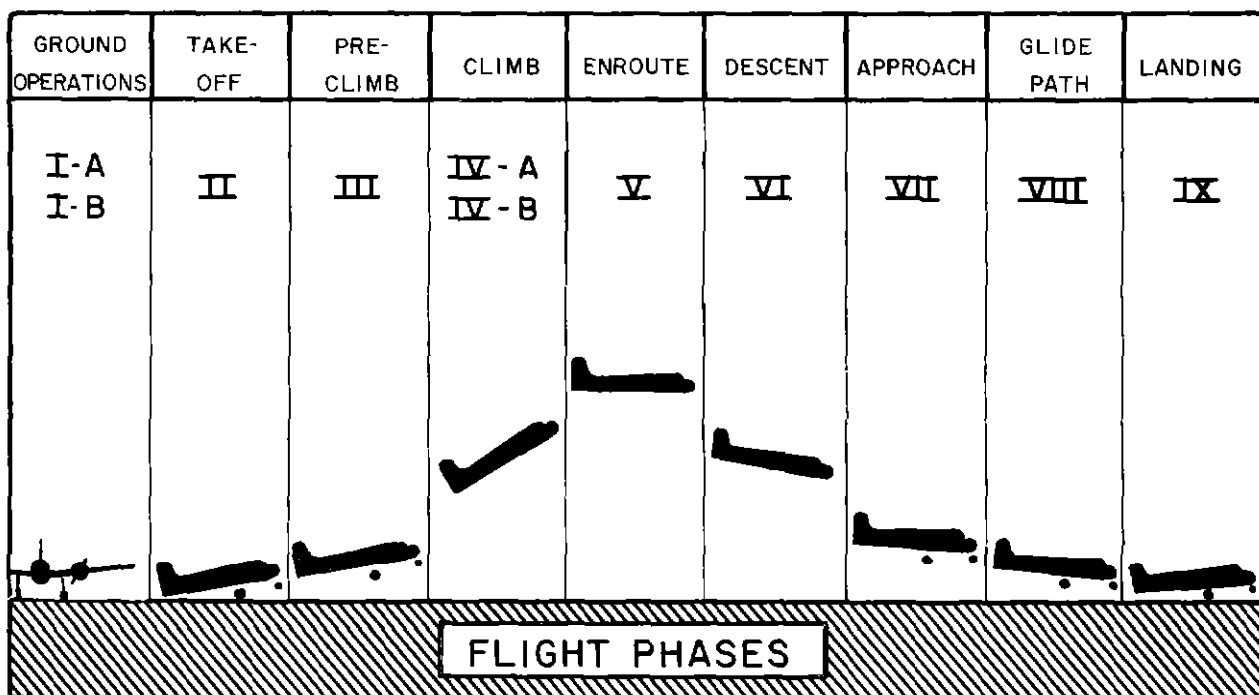 GROUND
OPERATIONS
TAKE-
OFF
PRE-
CLIMB
CLIMB
ENROUTE
DESCENT
APPROACH
GLIDE
PATH
LANDING
I-A
I-B
II
III
IV-A
IV-B
V
VI
VII
VIII
IX
FLIGHT PHASES